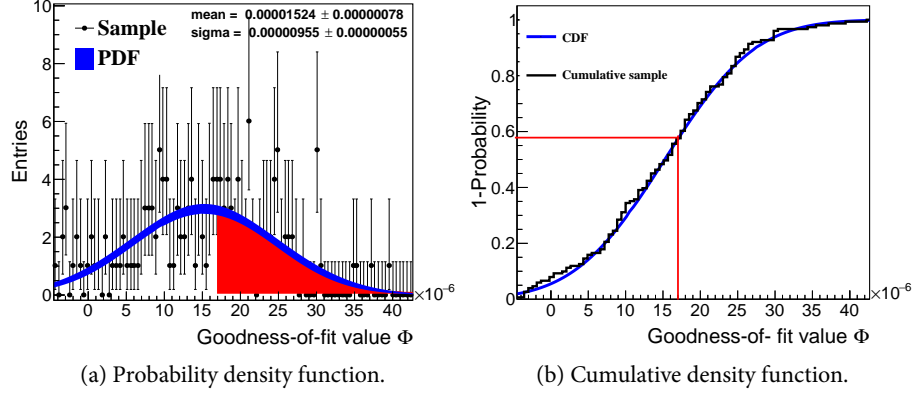 Sample
PDF
mean = 0.00001524 ± 0.00000078
sigma = 0.00000955 ± 0.00000055
Entries
10
8
6
4
2
0
0 5 10 15 20 25 30 35 40
×10⁻⁶
Goodness-of-fit value Φ
(a) Probability density function.
CDF
Cumulative sample
1-Probability
1
0.8
0.6
0.4
0.2
0
0 5 10 15 20 25 30 35 40
×10⁻⁶
Goodness-of- fit value Φ
(b) Cumulative density function.